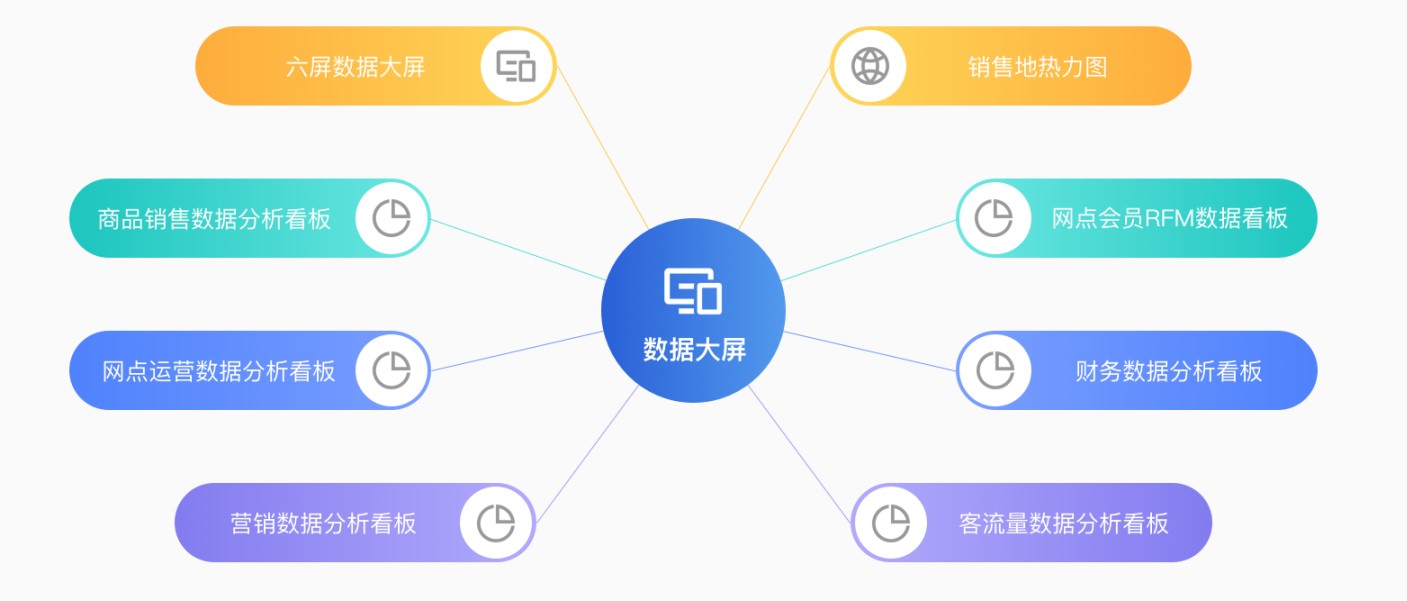 六屏数据大屏
销售地热力图
商品销售数据分析看板
网点会员RFM数据看板
数据大屏
网点运营数据分析看板
财务数据分析看板
营销数据分析看板
客流量数据分析看板